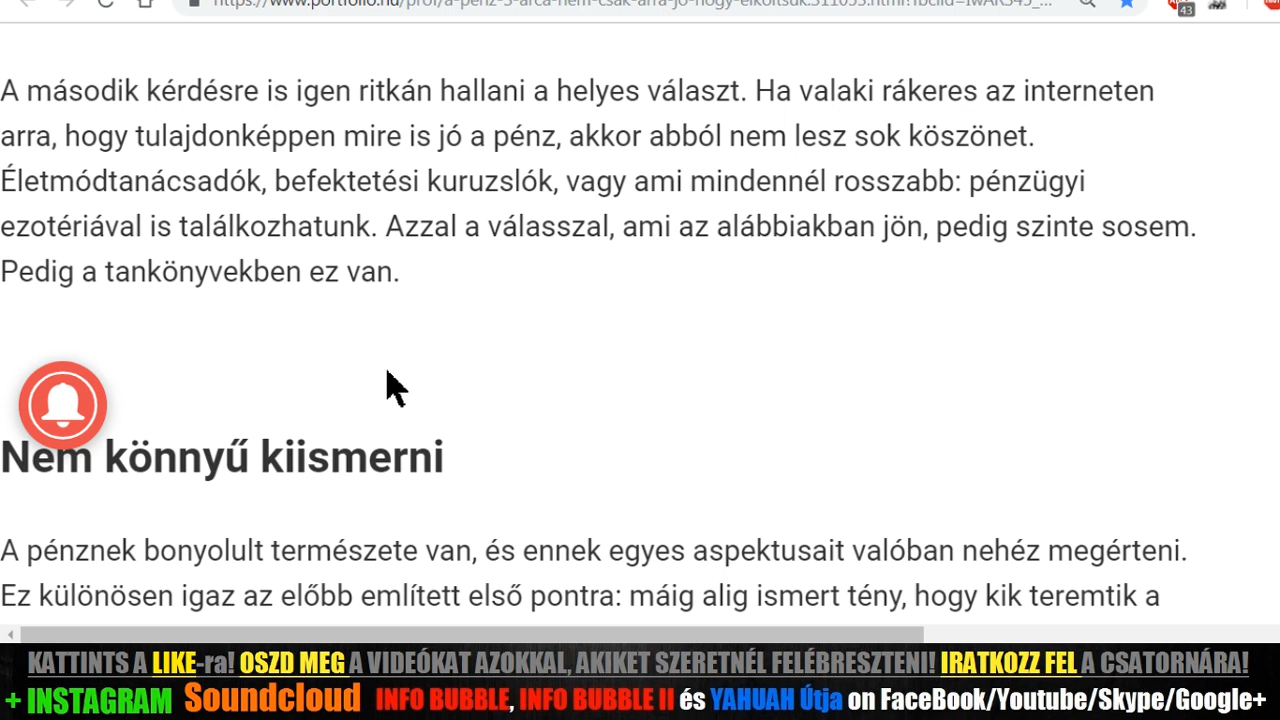 A második kérdésre is igen ritkán hallani a helyes választ. Ha valaki rákeres az interneten
arra, hogy tulajdonképpen mire is jó a pénz, akkor abból nem lesz sok köszönet.
Életmódtanácsadók, befektetési kuruzslók, vagy ami mindennél rosszabb: pénzügyi
ezotériával is találkozhatunk. Azzal a válasszal, ami az alábbiakban jön, pedig szinte sosem.
Pedig a tankönyvekben ez van.
Nem könnyű kiismerni
A pénznek bonyolult természete van, és ennek egyes aspektusait valóban nehéz megérteni.
Ez különösen igaz az előbb említett első pontra: máig alig ismert tény, hogy kik teremtik a
KATTINTS A LIKE-ra! OSZD MEG A VIDEÓKAT AZOKKAL, AKIKET SZERETNÉL FELÉBRESZTENI! IRATKOZZ FEL A CSATORNÁRA!
+ INSTAGRAM Soundcloud INFO BUBBLE, INFO BUBBLE II és YAHUAH Útja on FaceBook/Youtube/Skype/Google+